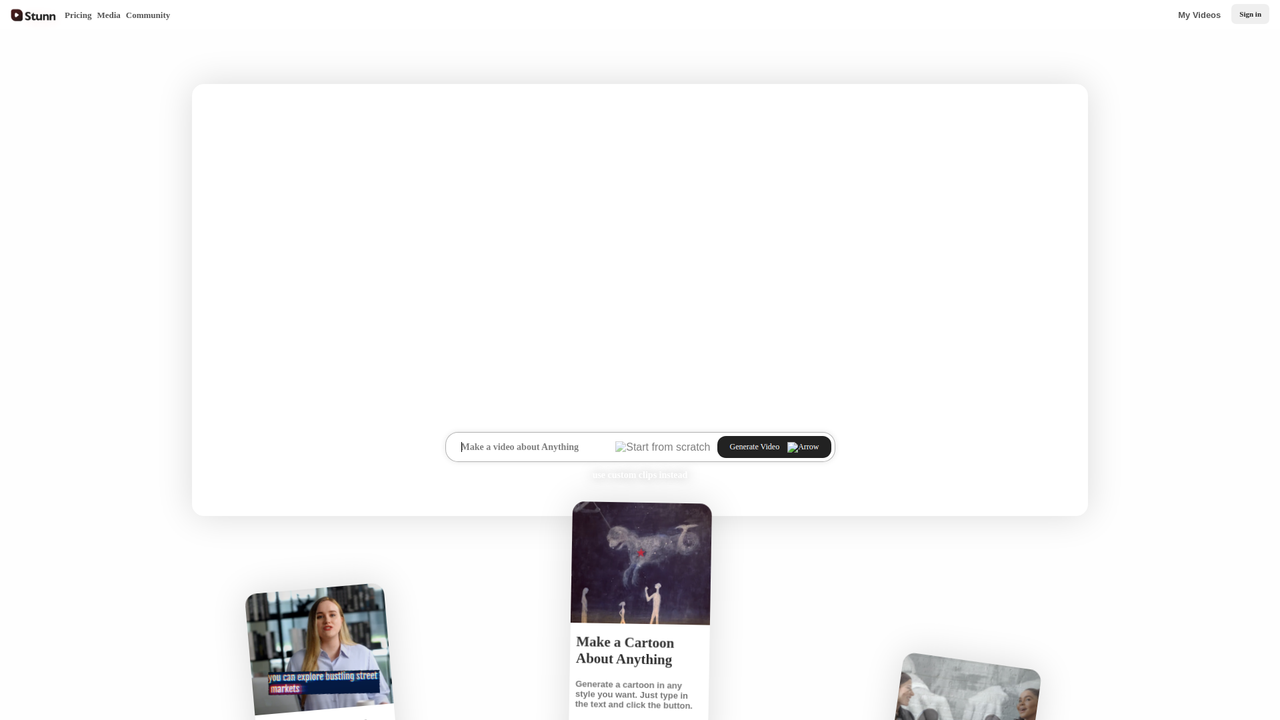 Stunn
Pricing Media Community
My Videos
Sign in
Make a video about Anything
Start from scratch
Generate Video
Arrow
use custom clips instead
you can explore bustling street
markets
Make a Cartoon
About Anything
Generate a cartoon in any
style you want. Just type in
the text and click the button.